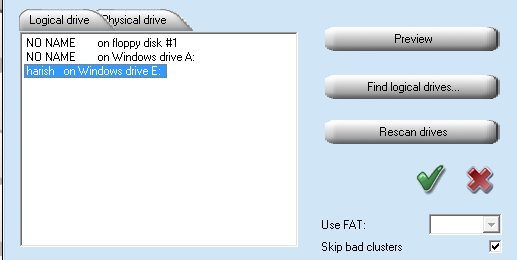 Logical drive Physical drive
NO NAME on floppy disk #1
NO NAME on Windows drive A:
harish on Windows drive E:
Preview
Find logical drives...
Rescan drives
Use FAT:
Skip bad clusters